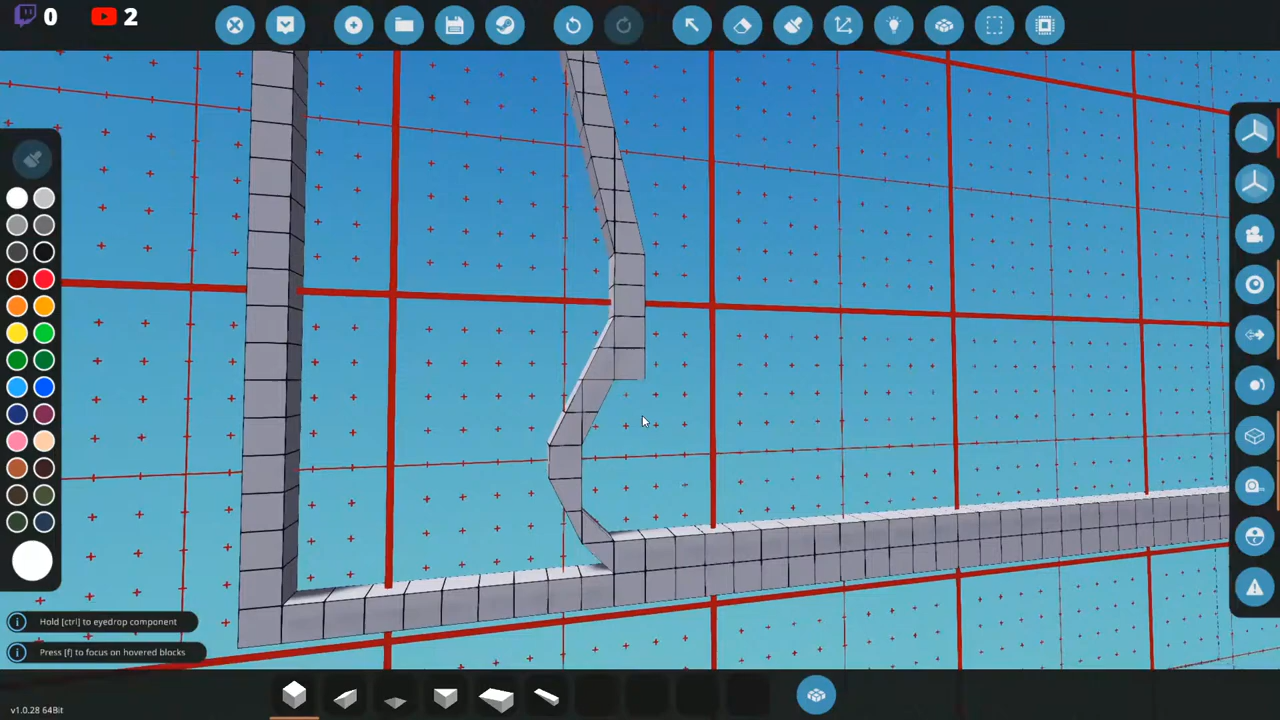 0
2
Hold [ctrl] to eyedrop component
Press [f] to focus on hovered blocks
v1.0.28 64Bit